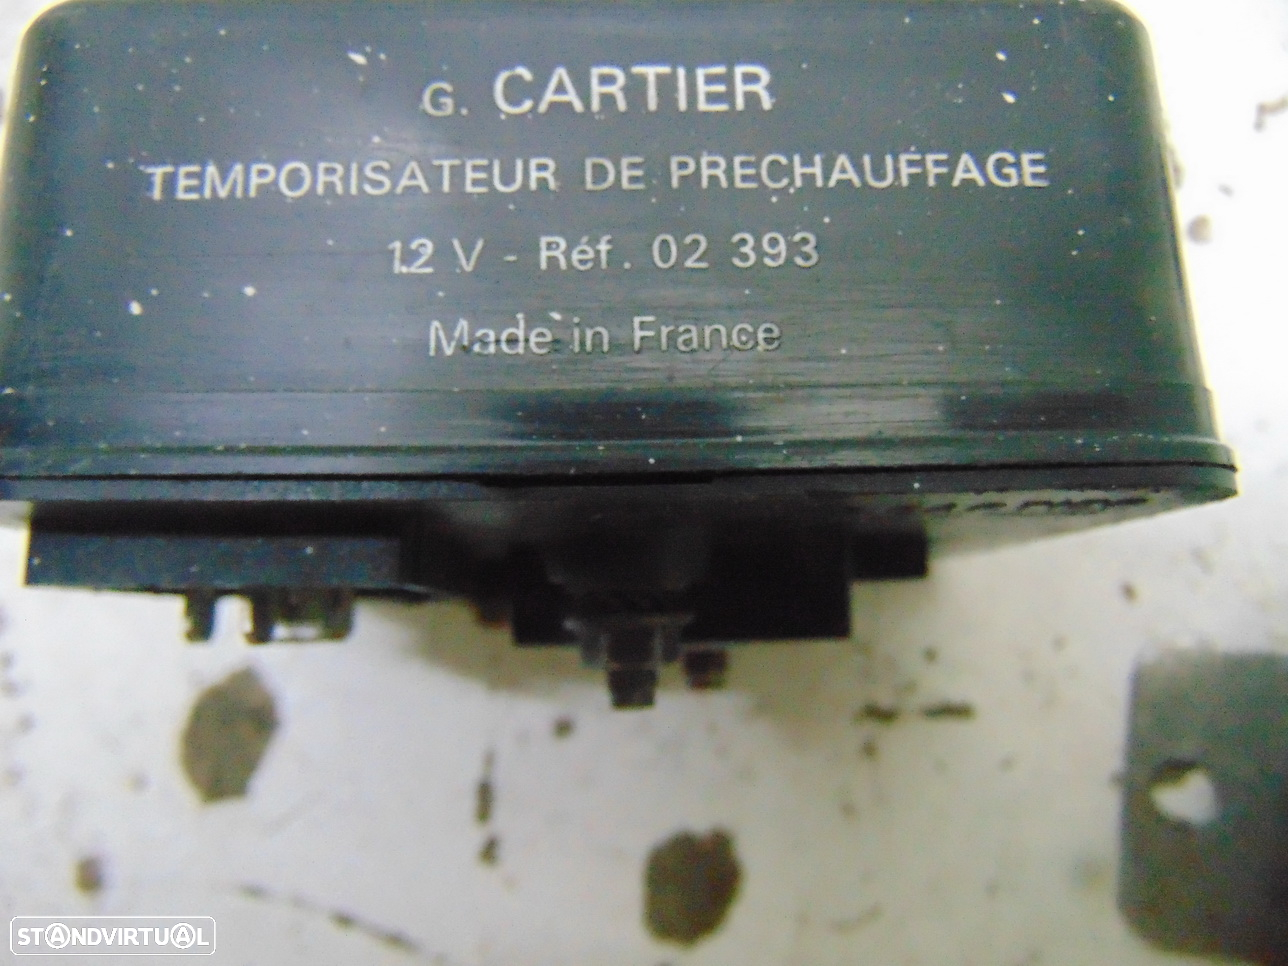 G. CARTIER
TEMPORISATEUR DE PRECHAUFFAGE
12 V - Réf. 02 393
Made in France
STANDVIRTUAL